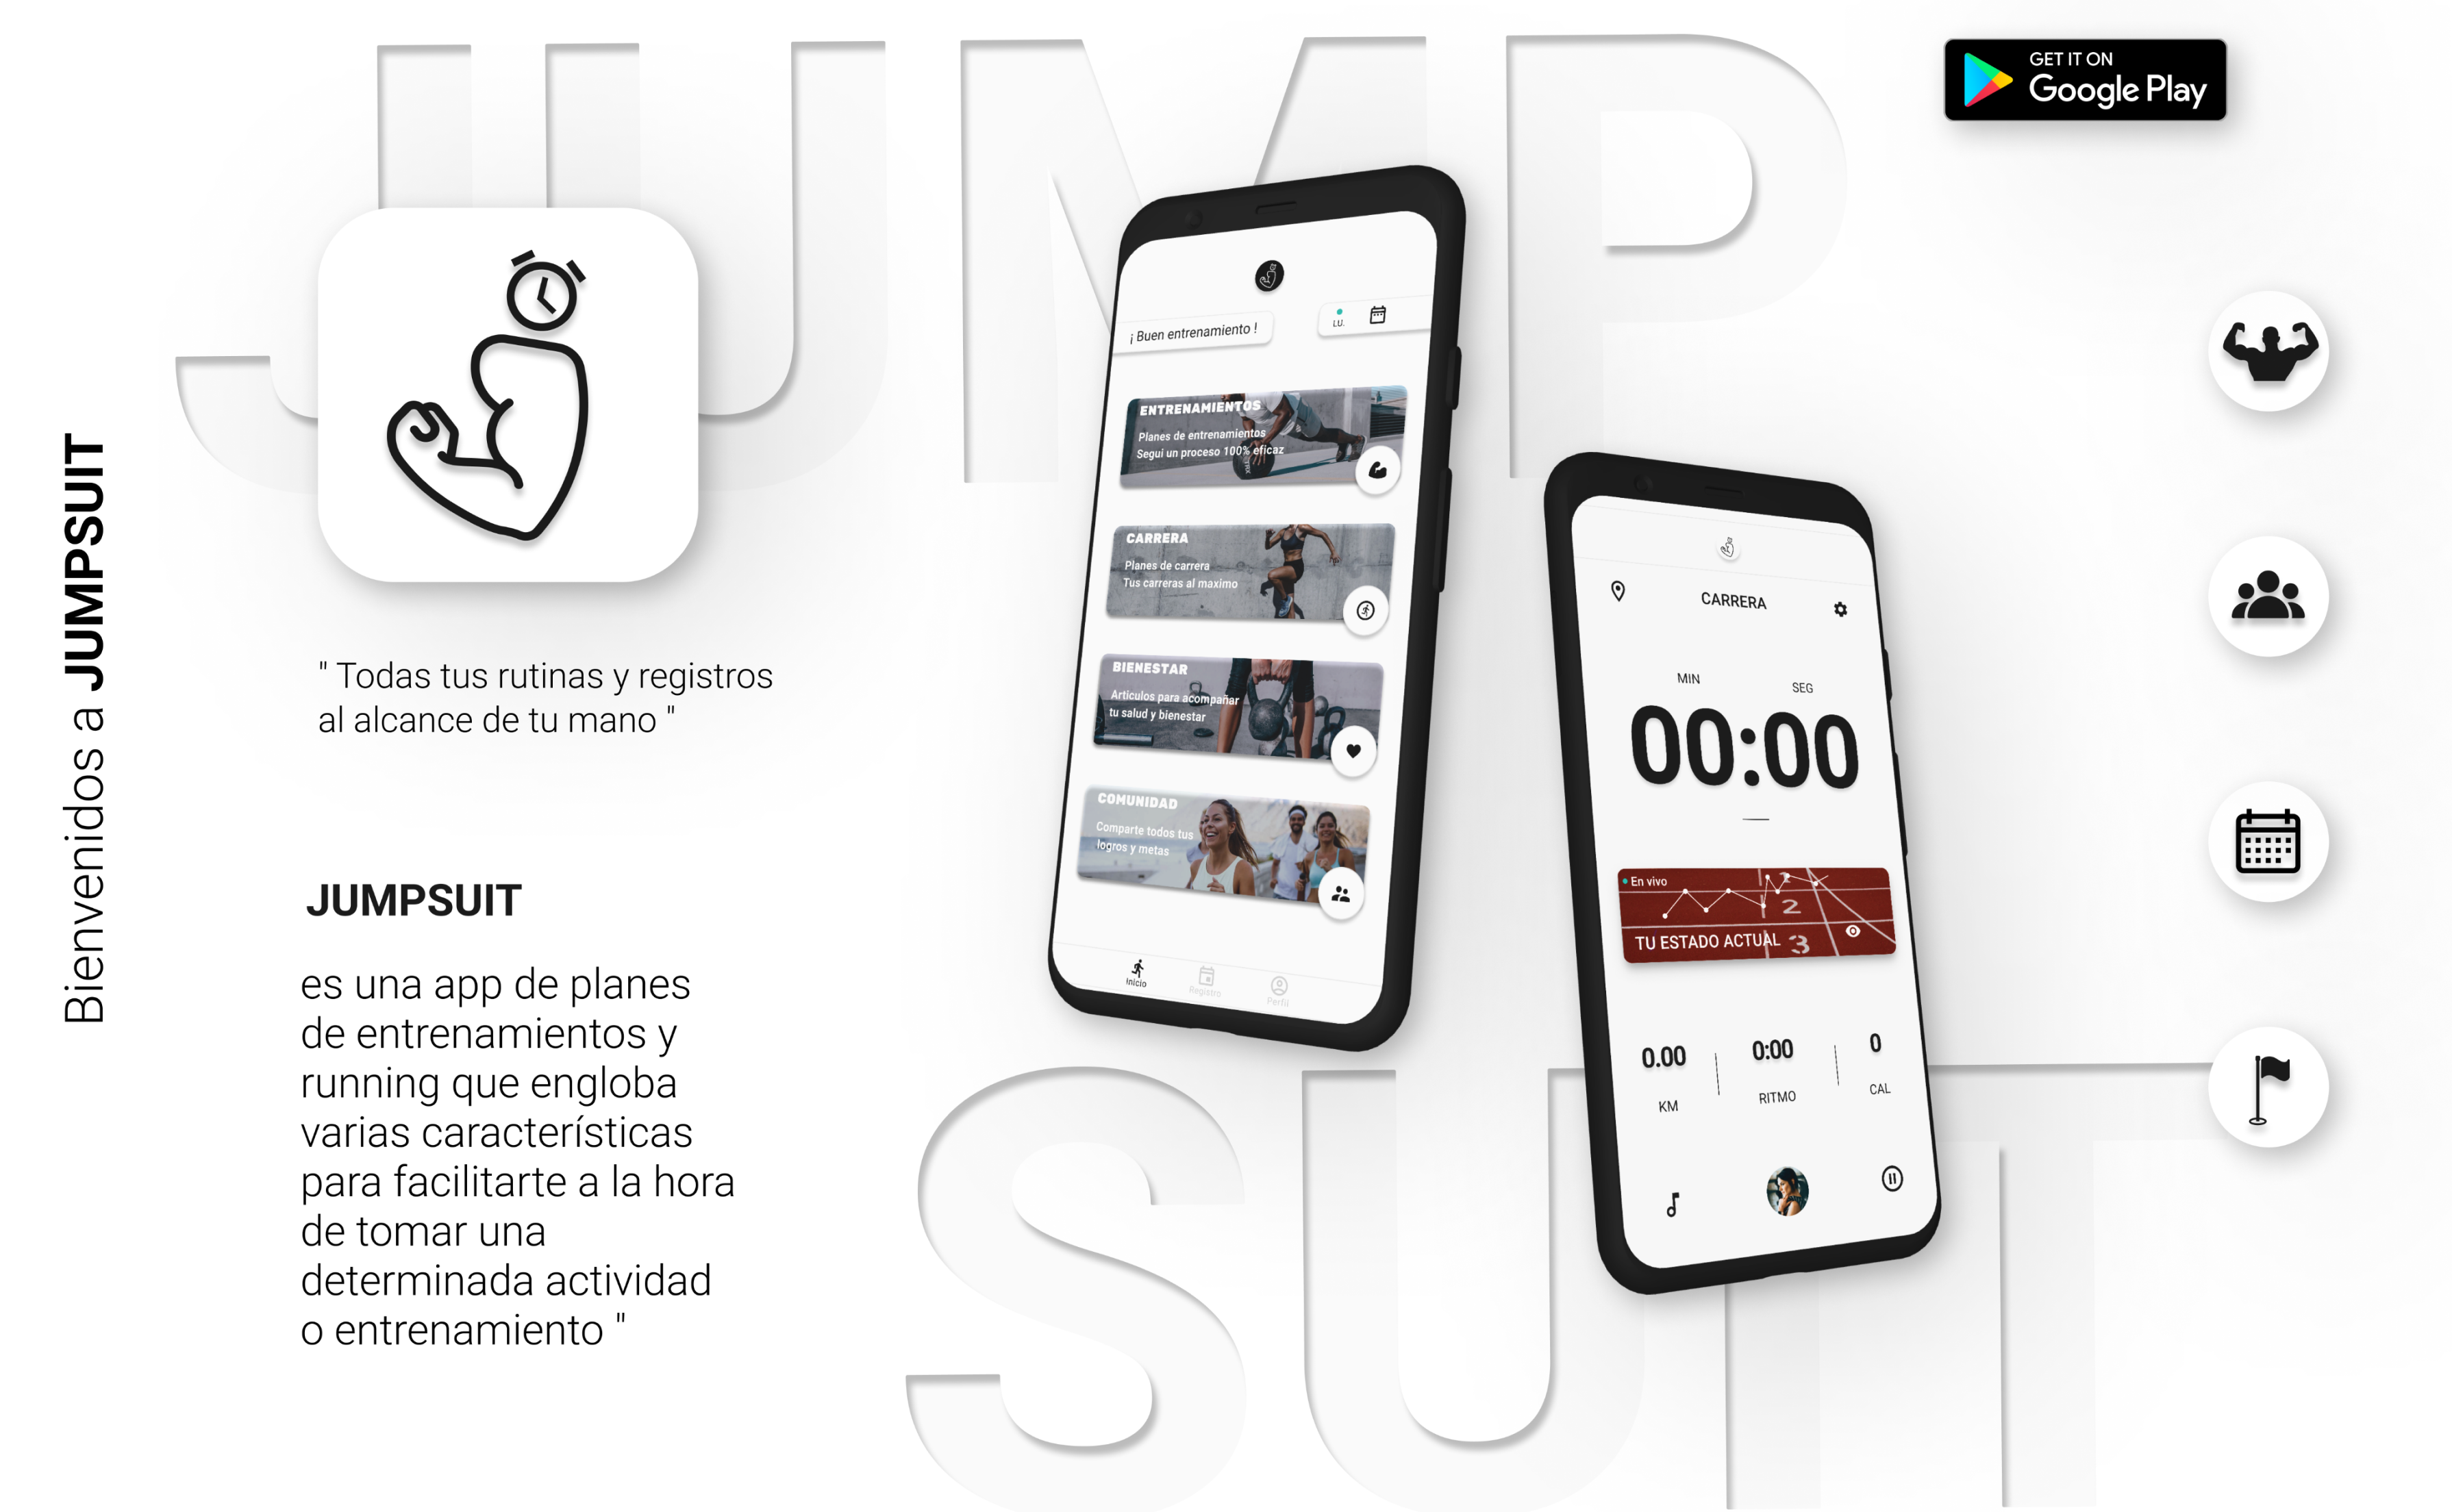 JUMP
SUIT
GET IT ON
Google Play
Bienvenidos a JUMPSUIT
" Todas tus rutinas y registros
al alcance de tu mano "
JUMPSUIT
es una app de planes
de entrenamientos y
running que engloba
varias características
para facilitarte a la hora
de tomar una
determinada actividad
o entrenamiento "
¡ Buen entrenamiento !
LU.
ENTRENAMIENTOS
Planes de entrenamientos
Segui un proceso 100% eficaz
CARRERA
Planes de carrera
Tus carreras al maximo
BIENESTAR
Articulos para acompañar
tu salud y bienestar
COMUNIDAD
Comparte todos tus
logros y metas
Inicio
Registro
Perfil
CARRERA
MIN
SEG
00:00
En vivo
2
TU ESTADO ACTUAL
3
0.00
0:00
0
KM
RITMO
CAL